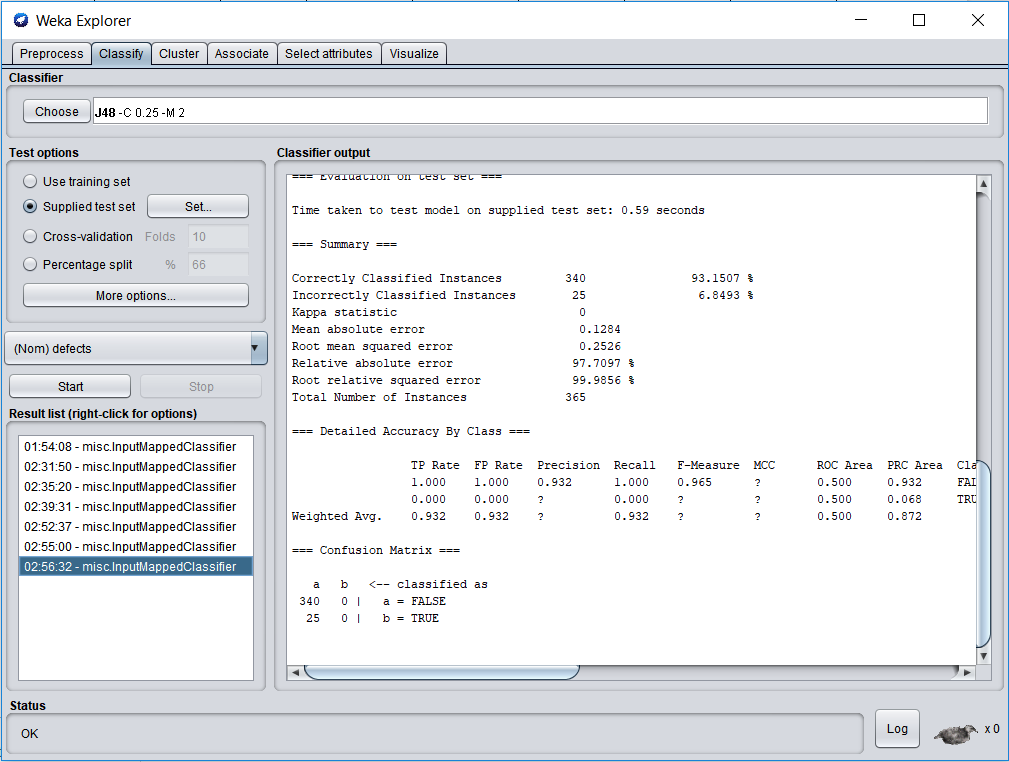 Weka Explorer
Preprocess Classify Cluster Associate Select attributes Visualize
Classifier
Choose J48 -C 0.25 -M 2
Test options
Use training set
Supplied test set Set...
Cross-validation Folds 10
Percentage split % 66
More options...
(Nom) defects
Start Stop
Result list (right-click for options)
01:54:08 - misc.InputMappedClassifier
02:31:50 - misc.InputMappedClassifier
02:35:20 - misc.InputMappedClassifier
02:39:31 - misc.InputMappedClassifier
02:52:37 - misc.InputMappedClassifier
02:55:00 - misc.InputMappedClassifier
02:56:32 - misc.InputMappedClassifier
Classifier output
=== Evaluation on test set ===
Time taken to test model on supplied test set: 0.59 seconds
=== Summary ===
Correctly Classified Instances 340 93.1507 %
Incorrectly Classified Instances 25 6.8493 %
Kappa statistic 0
Mean absolute error 0.1284
Root mean squared error 0.2526
Relative absolute error 97.7097 %
Root relative squared error 99.9856 %
Total Number of Instances 365
=== Detailed Accuracy By Class ===
TP Rate FP Rate Precision Recall F-Measure MCC ROC Area PRC Area Cla
1.000 1.000 0.932 1.000 0.965 ? 0.500 0.932 FAL
0.000 0.000 ? 0.000 ? ? 0.500 0.068 TRU
Weighted Avg. 0.932 0.932 ? 0.932 ? ? 0.500 0.872
=== Confusion Matrix ===
a b <-- classified as
340 0 | a = FALSE
25 0 | b = TRUE
Status
OK
Log x 0